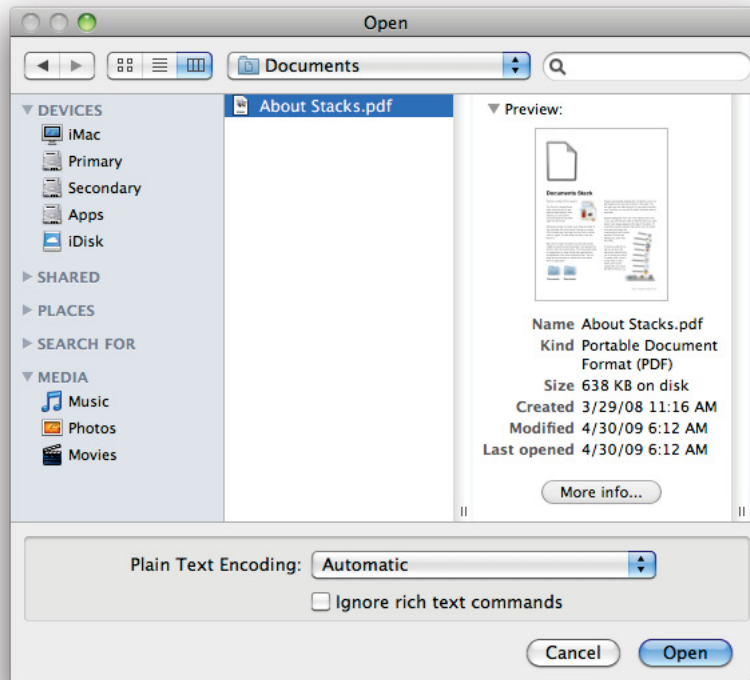 Open
Documents
DEVICES
iMac
Primary
Secondary
Apps
iDisk
SHARED
PLACES
SEARCH FOR
MEDIA
Music
Photos
Movies
About Stacks.pdf
Preview:
Documents Stack
Name About Stacks.pdf
Kind Portable Document
Format (PDF)
Size 638 KB on disk
Created 3/29/08 11:16 AM
Modified 4/30/09 6:12 AM
Last opened 4/30/09 6:12 AM
More info...
Plain Text Encoding: Automatic
Ignore rich text commands
Cancel Open